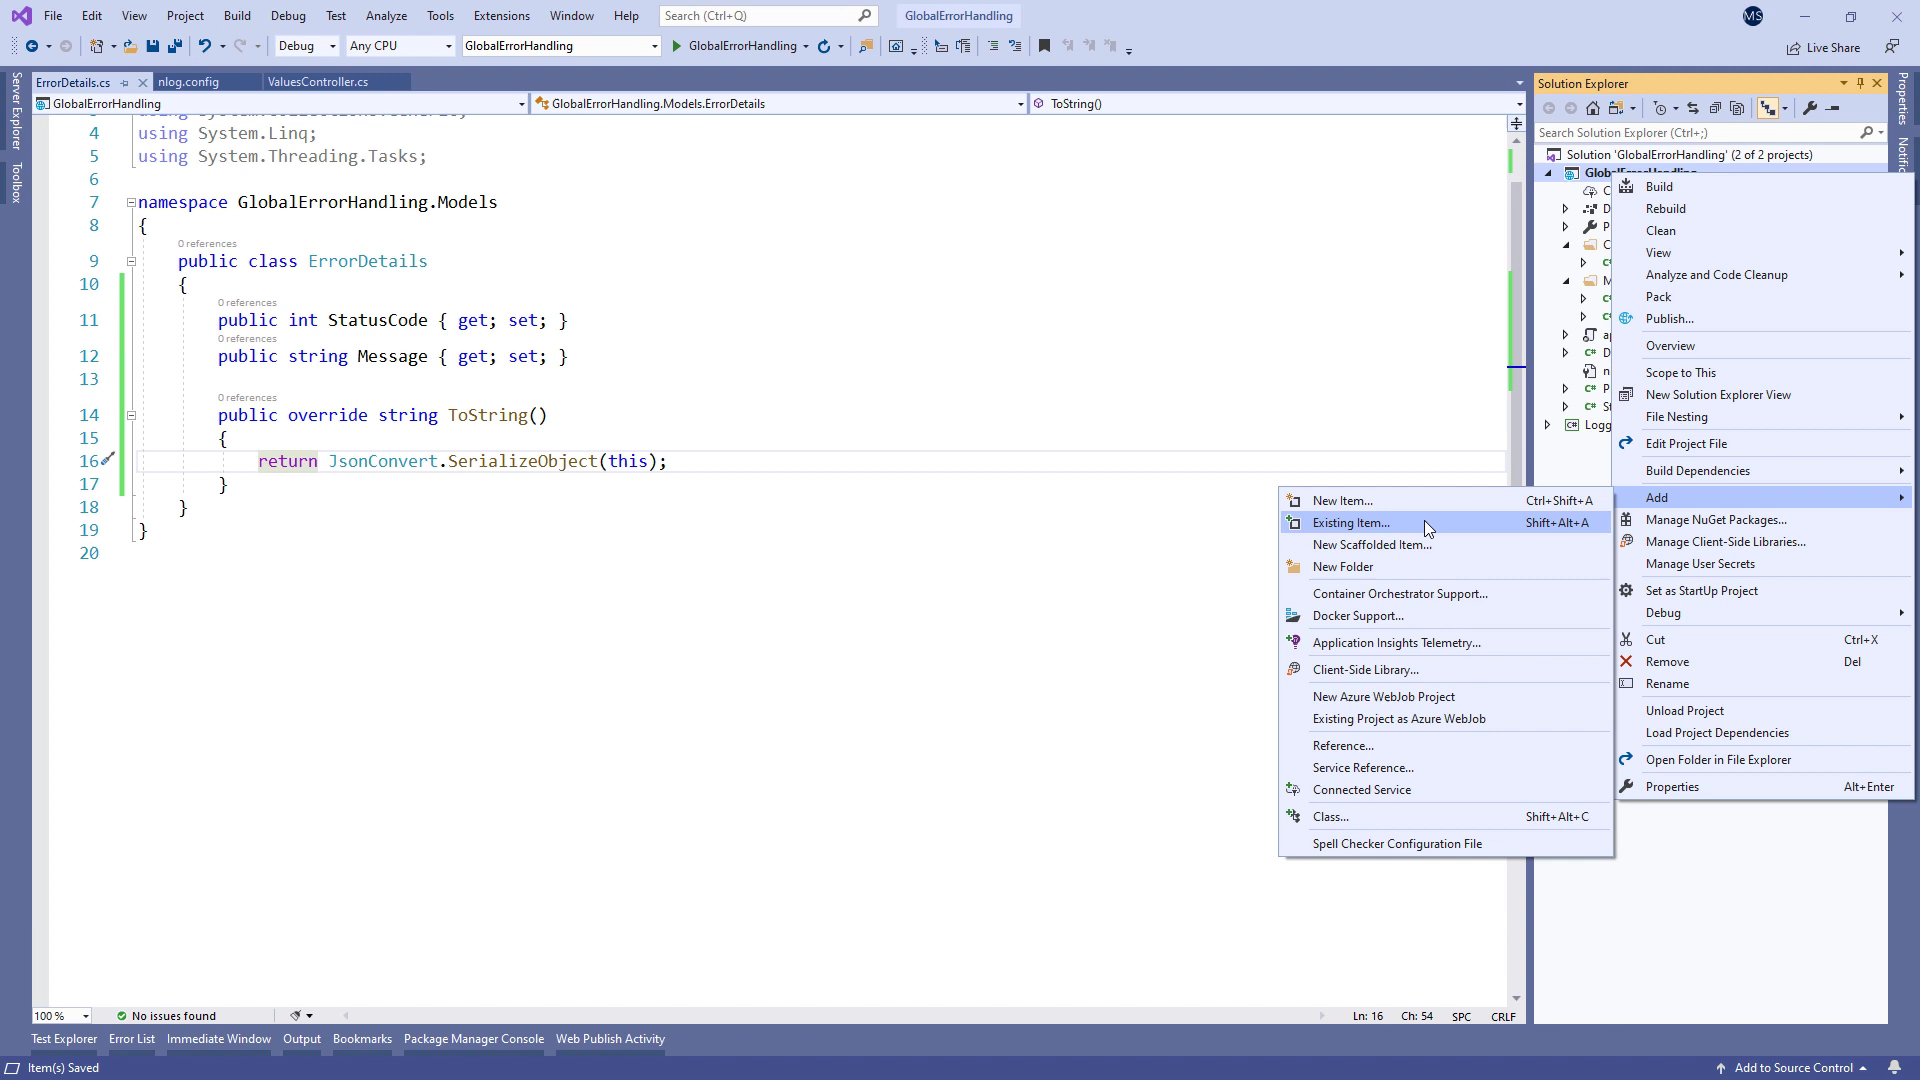 File Edit View Project Build Debug Test Analyze Tools Extensions Window Help Search (Ctrl+Q) GlobalErrorHandling MS
Debug Any CPU GlobalErrorHandling GlobalErrorHandling Live Share
ErrorDetails.cs nlog.config ValuesController.cs
GlobalErrorHandling GlobalErrorHandling.Models.ErrorDetails ToString()
Server Explorer
Toolbox
4 using System.Linq;
5 using System.Threading.Tasks;
6
7 namespace GlobalErrorHandling.Models
8 {
0 references
9 public class ErrorDetails
10 {
0 references
11 public int StatusCode { get; set; }
0 references
12 public string Message { get; set; }
13
0 references
14 public override string ToString()
15 {
16 return JsonConvert.SerializeObject(this);
17 }
18 }
19 }
20
Solution Explorer
Search Solution Explorer (Ctrl+;)
Solution 'GlobalErrorHandling' (2 of 2 projects)
GlobalErrorHandling
Logg
Properties
Build
Rebuild
Clean
View
Analyze and Code Cleanup
Pack
Publish...
Overview
Scope to This
New Solution Explorer View
File Nesting
Edit Project File
Build Dependencies
Add
Manage NuGet Packages...
Manage Client-Side Libraries...
Manage User Secrets
Set as StartUp Project
Debug
Cut Ctrl+X
Remove Del
Rename
Unload Project
Load Project Dependencies
Open Folder in File Explorer
Properties Alt+Enter
New Item... Ctrl+Shift+A
Existing Item... Shift+Alt+A
New Scaffolded Item...
New Folder
Container Orchestrator Support...
Docker Support...
Application Insights Telemetry...
Client-Side Library...
New Azure WebJob Project
Existing Project as Azure WebJob
Reference...
Service Reference...
Connected Service
Class... Shift+Alt+C
Spell Checker Configuration File
100 % No issues found Ln: 16 Ch: 54 SPC CRLF
Test Explorer Error List Immediate Window Output Bookmarks Package Manager Console Web Publish Activity
Item(s) Saved Add to Source Control